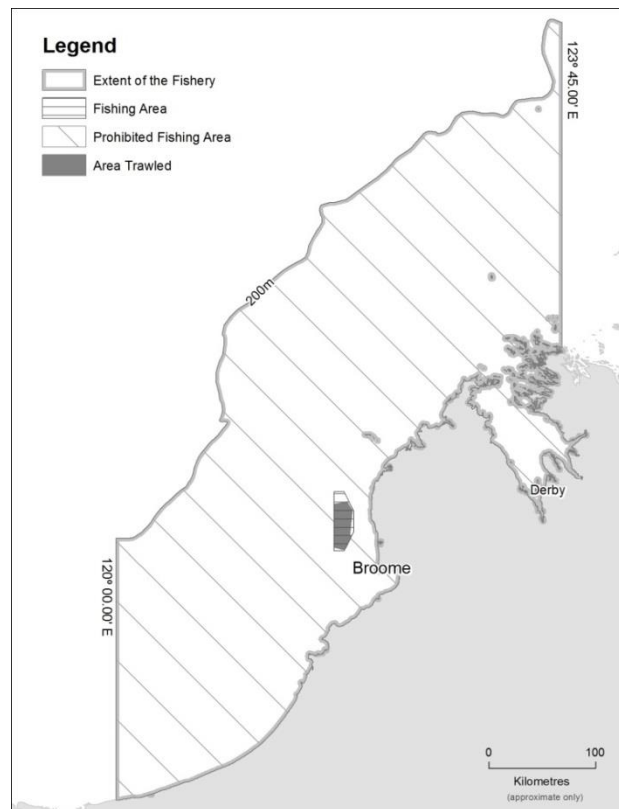 Legend
Extent of the Fishery
Fishing Area
Prohibited Fishing Area
Area Trawled
123° 45.00' E
200m
Derby
Broome
120° 00.00' E
0 100
Kilometres
(approximate only)